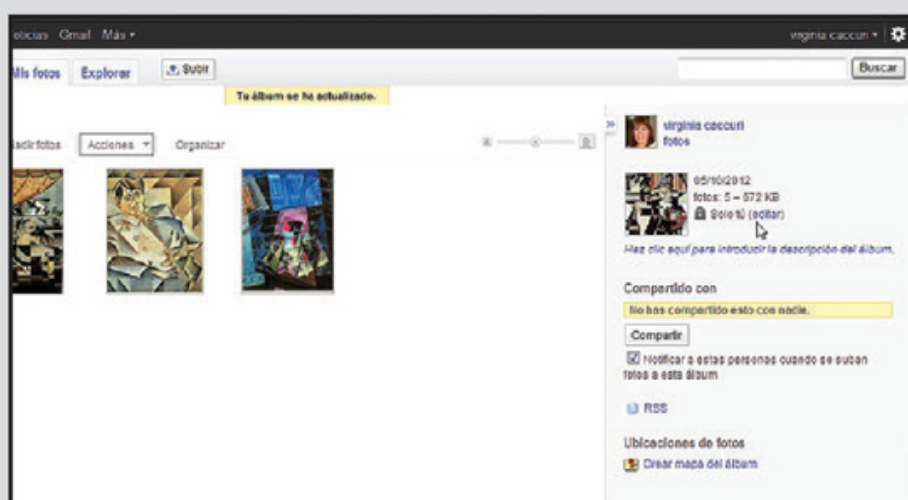 oticias Gmail Más
virginia caccuri
Mis fotos Explorar Subir
Buscar
Tu álbum se ha actualizado.
virginia caccuri
fotos
adir fotos Acciones Organizar
05/10/2012
fotos: 5 – 672 KB
Solo tú (editar)
Haz clic aquí para introducir la descripción del álbum.
Compartido con
No has compartido esto con nadie.
Compartir
Notificar a estas personas cuando se suban
fotos a este álbum
RSS
Ubicaciones de fotos
Crear mapa del álbum